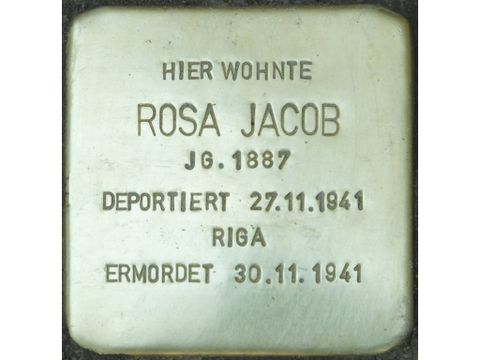 HIER WOHNTE
ROSA JACOB
JG. 1887
DEPORTIERT 27.11.1941
RIGA
ERMORDET 30.11.1941